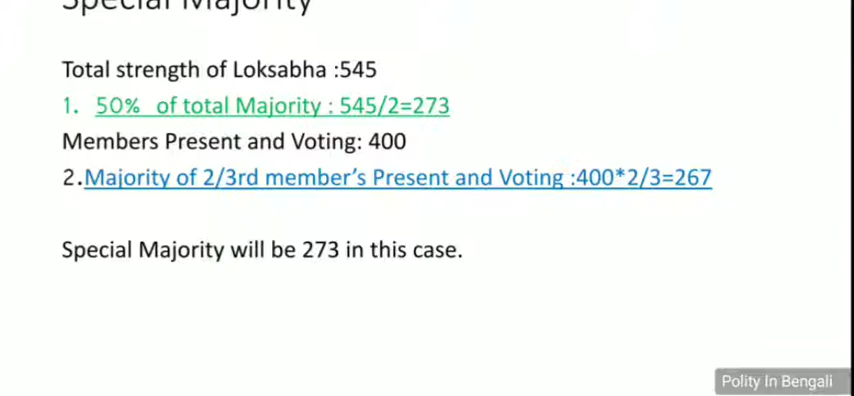 Special Majority
Total strength of Loksabha :545
1. 50% of total Majority : 545/2=273
Members Present and Voting: 400
2.Majority of 2/3rd member's Present and Voting :400*2/3=267
Special Majority will be 273 in this case.
Polity In Bengali